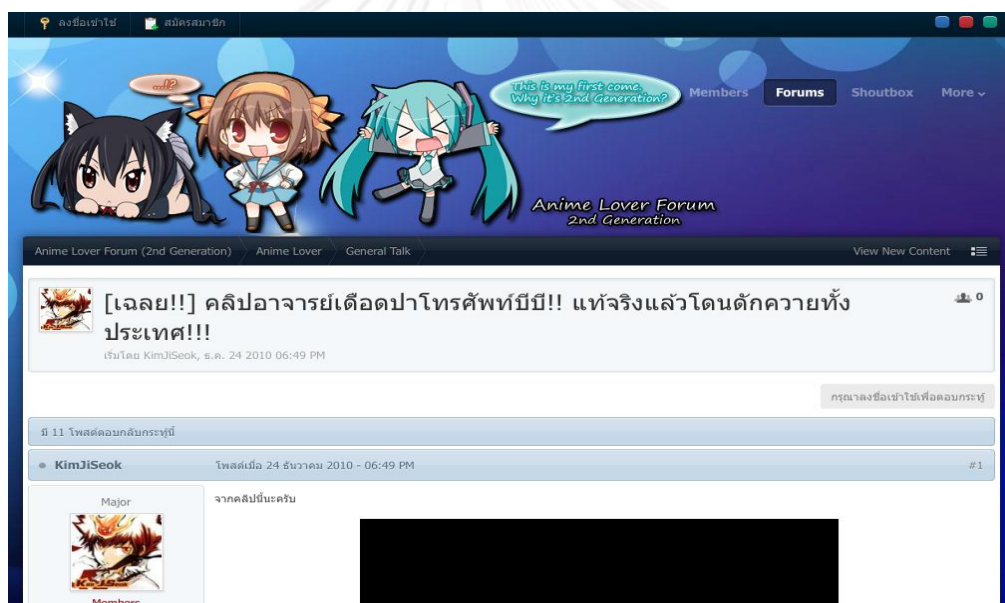 ลงชื่อเข้าใช้ สมัครสมาชิก
...!?
This is my first come.
Why it's 2nd Generation?
Members Forums Shoutbox More
Anime Lover Forum
2nd Generation
Anime Lover Forum (2nd Generation) Anime Lover General Talk View New Content
[เฉลย!!] คลิปอาจารย์เดือดปาโทรศัพท์บีบี!! แท้จริงแล้วโดนดักควายทั้ง
ประเทศ!!!
0
เริ่มโดย KimJiSeok, ธ.ค. 24 2010 06:49 PM
กรุณาลงชื่อเข้าใช้เพื่อตอบกระทู้
มี 11 โพสต์ตอบกลับกระทู้นี้
KimJiSeok โพสต์เมื่อ 24 ธันวาคม 2010 - 06:49 PM #1
Major
จากคลิปนี้นะครับ
KimJiSeok
Members